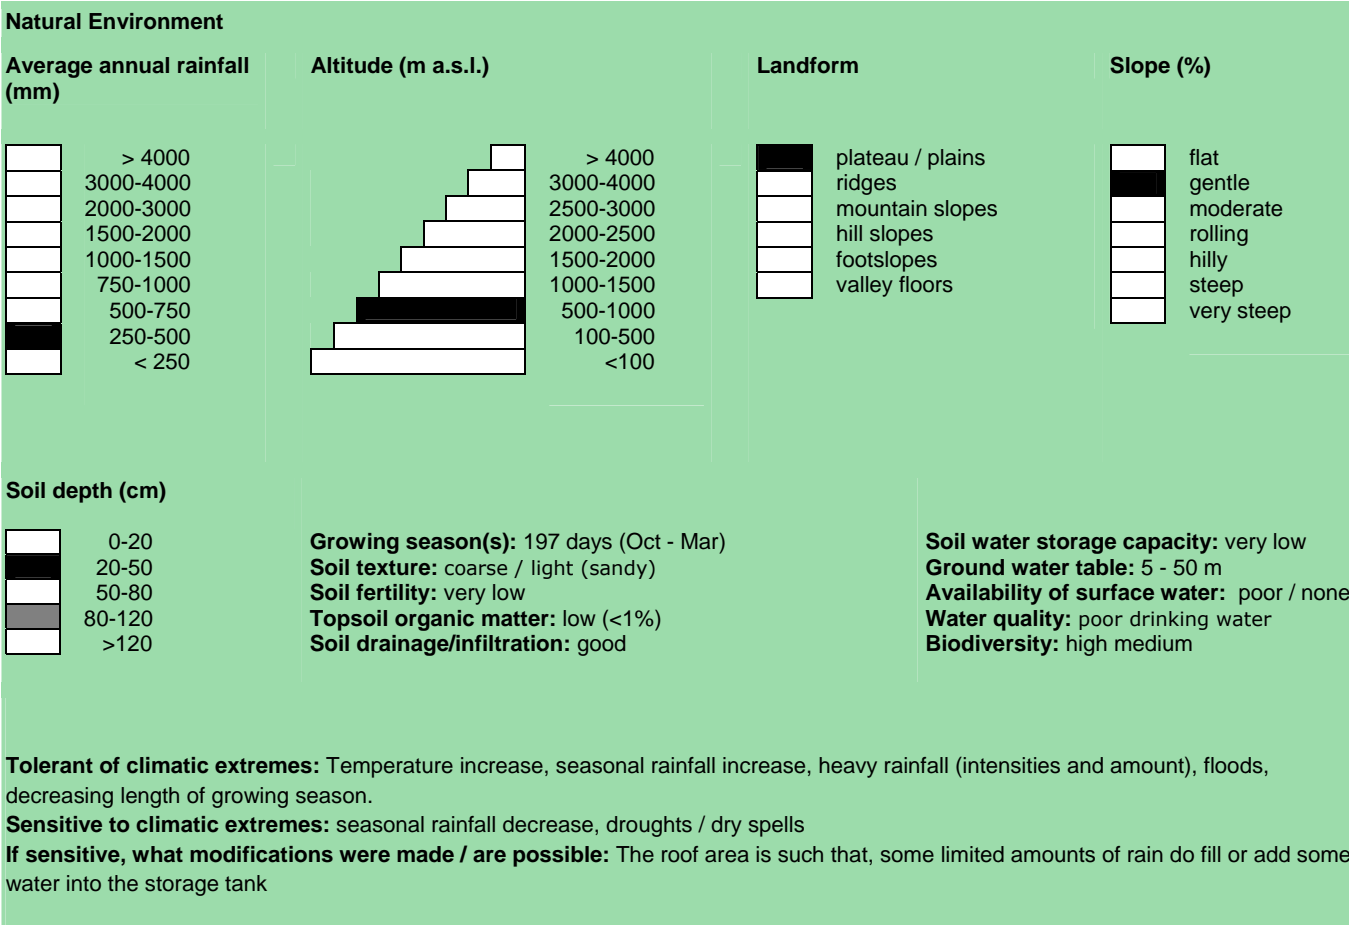 Natural Environment
Average annual rainfall
(mm)
> 4000
3000-4000
2000-3000
1500-2000
1000-1500
750-1000
500-750
250-500
< 250
Altitude (m a.s.l.)
> 4000
3000-4000
2500-3000
2000-2500
1500-2000
1000-1500
500-1000
100-500
<100
Landform
plateau / plains
ridges
mountain slopes
hill slopes
footslopes
valley floors
Slope (%)
flat
gentle
moderate
rolling
hilly
steep
very steep
Soil depth (cm)
0-20
20-50
50-80
80-120
>120
Growing season(s): 197 days (Oct - Mar)
Soil texture: coarse / light (sandy)
Soil fertility: very low
Topsoil organic matter: low (<1%)
Soil drainage/infiltration: good
Soil water storage capacity: very low
Ground water table: 5 - 50 m
Availability of surface water: poor / none
Water quality: poor drinking water
Biodiversity: high medium
Tolerant of climatic extremes: Temperature increase, seasonal rainfall increase, heavy rainfall (intensities and amount), floods,
decreasing length of growing season.
Sensitive to climatic extremes: seasonal rainfall decrease, droughts / dry spells
If sensitive, what modifications were made / are possible: The roof area is such that, some limited amounts of rain do fill or add some
water into the storage tank